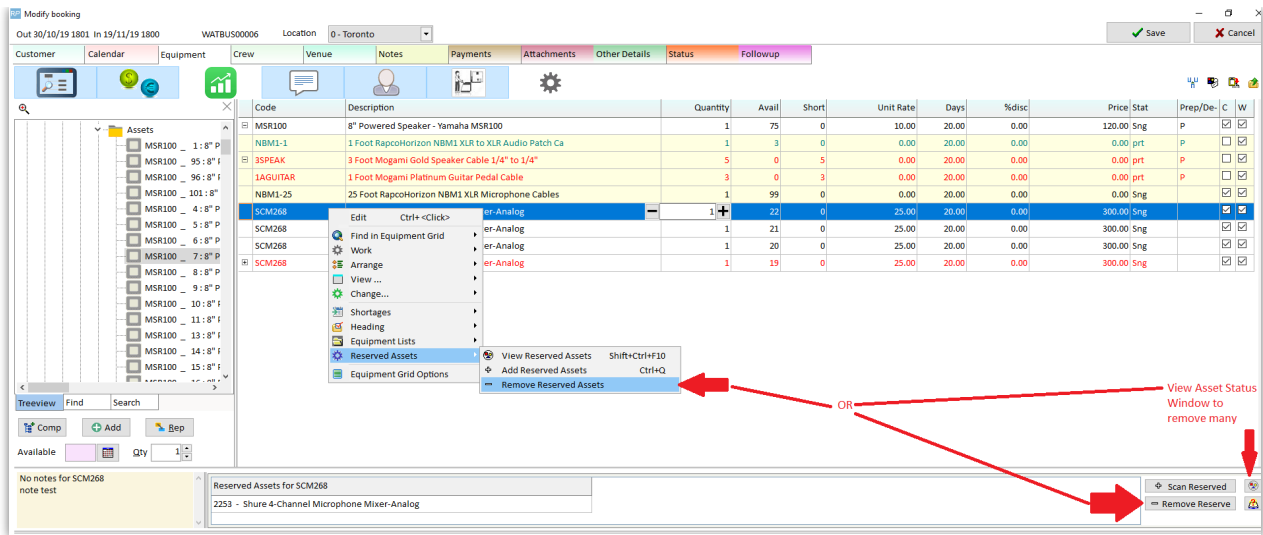 Modify booking
Out 30/10/19 1801 In 19/11/19 1800 WATBUS00006 Location 0 - Toronto Save Cancel
Customer Calendar Equipment Crew Venue Notes Payments Attachments Other Details Status Followup
Code Description Quantity Avail Short Unit Rate Days %disc Price Stat Prep/De- C W
Assets
MSR100 8" Powered Speaker - Yamaha MSR100 1 75 0 10.00 20.00 0.00 120.00 Sng P
MSR100 _ 1 : 8" P
NBM1-1 1 Foot RapcoHorizon NBM1 XLR to XLR Audio Patch Ca 1 3 0 0.00 20.00 0.00 0.00 prt P
MSR100 _ 95 : 8" P
3SPEAK 3 Foot Mogami Gold Speaker Cable 1/4" to 1/4" 5 0 5 0.00 20.00 0.00 0.00 prt P
MSR100 _ 96 : 8" P
1AGUITAR 1 Foot Mogami Platinum Guitar Pedal Cable 3 0 3 0.00 20.00 0.00 0.00 prt P
MSR100 _ 101 : 8"
NBM1-25 25 Foot RapcoHorizon NBM1 XLR Microphone Cables 1 99 0 0.00 20.00 0.00 0.00 Sng
MSR100 _ 4 : 8" P
SCM268 er-Analog 1 22 0 25.00 20.00 0.00 300.00 Sng
MSR100 _ 5 : 8" P
SCM268 er-Analog 1 21 0 25.00 20.00 0.00 300.00 Sng
MSR100 _ 6 : 8" P
SCM268 er-Analog 1 20 0 25.00 20.00 0.00 300.00 Sng
MSR100 _ 7 : 8" P
SCM268 er-Analog 1 19 0 25.00 20.00 0.00 300.00 Sng
MSR100 _ 8 : 8" P
MSR100 _ 9 : 8" P
MSR100 _ 10 : 8"
MSR100 _ 11 : 8"
MSR100 _ 13 : 8"
MSR100 _ 14 : 8"
MSR100 _ 15 : 8"
Edit Ctrl+ <Click>
Find in Equipment Grid
Work
Arrange
View ...
Change...
Shortages
Heading
Equipment Lists
Reserved Assets
Equipment Grid Options
View Reserved Assets Shift+Ctrl+F10
Add Reserved Assets Ctrl+Q
Remove Reserved Assets
OR
View Asset Status
Window to
remove many
Treeview Find Search
Comp Add Rep
Available Qty 1
No notes for SCM268
note test
Reserved Assets for SCM268
2253 - Shure 4-Channel Microphone Mixer-Analog
Scan Reserved
Remove Reserve